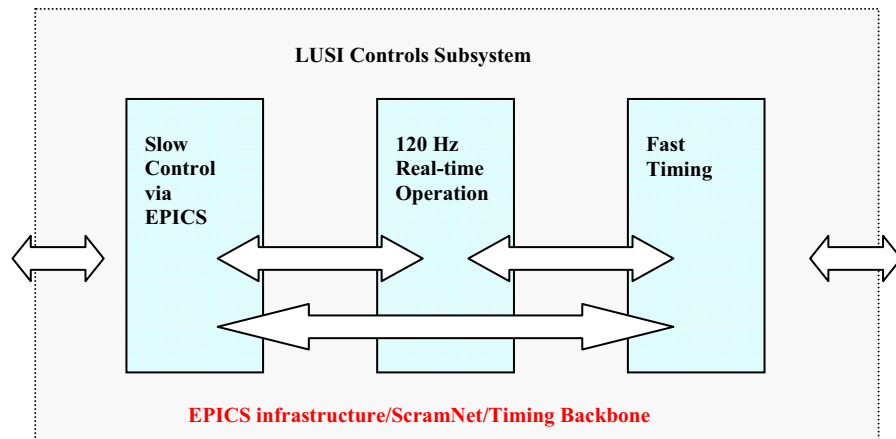 LUSI Controls Subsystem
Slow
Control
via
EPICS
120 Hz
Real-time
Operation
Fast
Timing
EPICS infrastructure/ScramNet/Timing Backbone